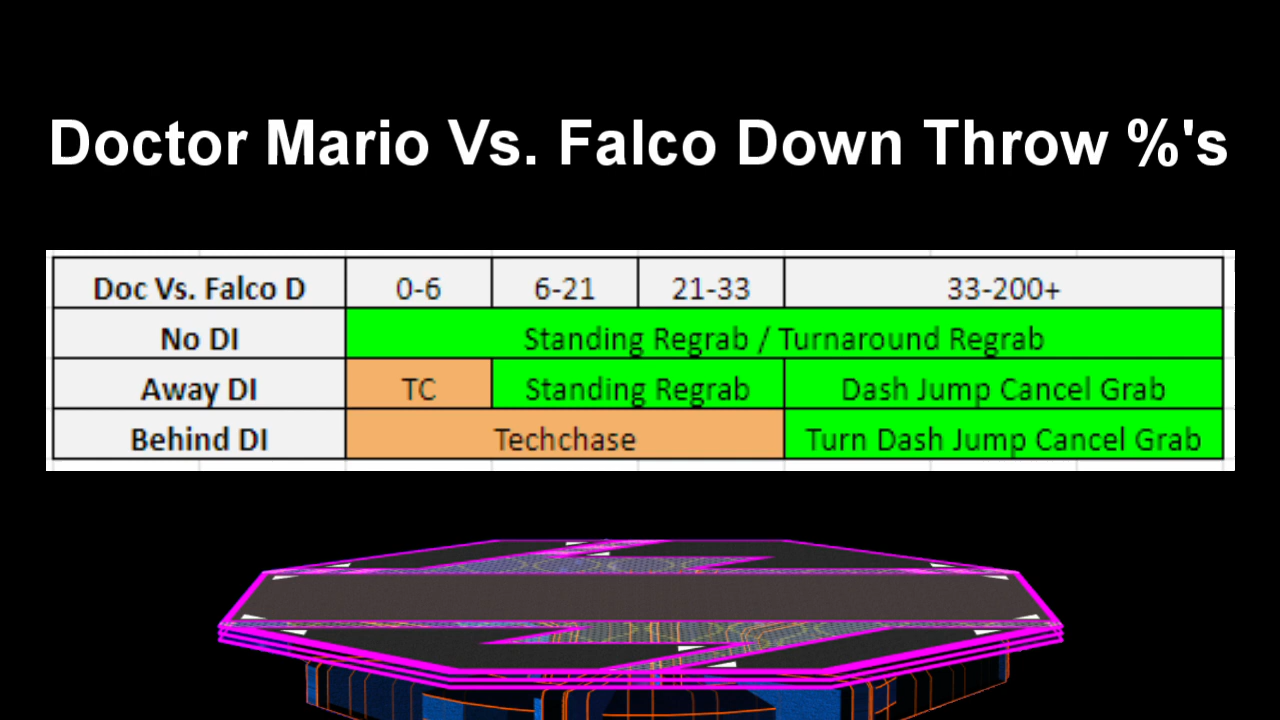 Doctor Mario Vs. Falco Down Throw %'s
Doc Vs. Falco D 0-6 6-21 21-33 33-200+
No DI Standing Regrab / Turnaround Regrab
Away DI TC Standing Regrab Dash Jump Cancel Grab
Behind DI Techchase Turn Dash Jump Cancel Grab